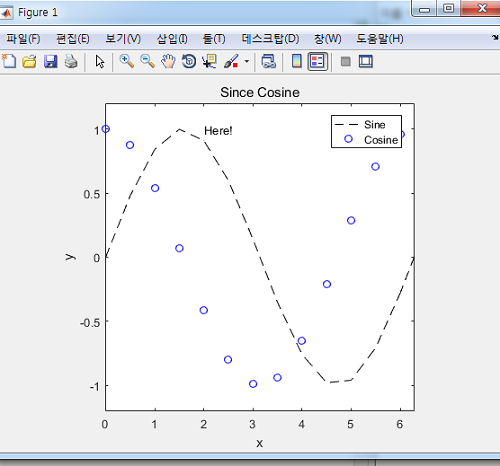 Figure 1
파일(F) 편집(E) 보기(V) 삽입(I) 툴(T) 데스크탑(D) 창(W) 도움말(H)
Since Cosine
Here!
Sine
Cosine
1
0.5
0
-0.5
-1
y
0 1 2 3 4 5 6
x